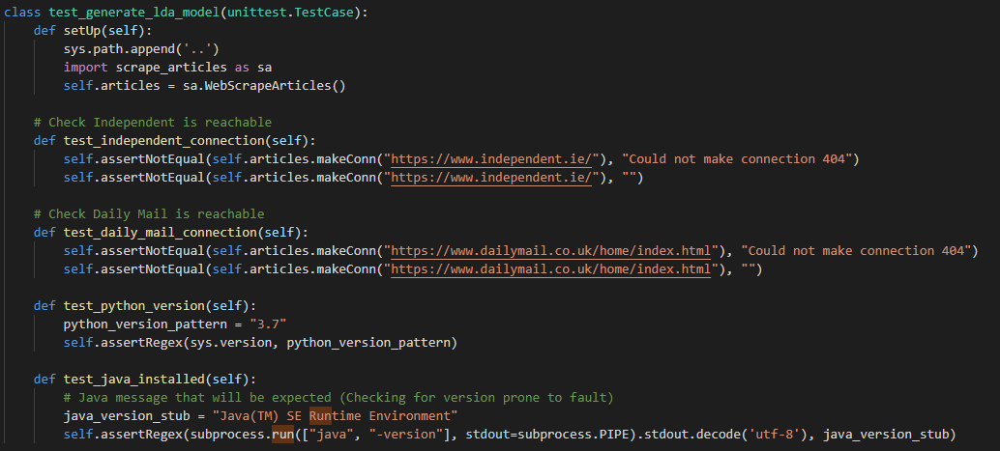 class test_generate_lda_model(unittest.TestCase):
    def setUp(self):
        sys.path.append('..')
        import scrape_articles as sa
        self.articles = sa.WebScrapeArticles()

    # Check Independent is reachable
    def test_independent_connection(self):
        self.assertNotEqual(self.articles.makeConn("https://www.independent.ie/"), "Could not make connection 404")
        self.assertNotEqual(self.articles.makeConn("https://www.independent.ie/"), "")

    # Check Daily Mail is reachable
    def test_daily_mail_connection(self):
        self.assertNotEqual(self.articles.makeConn("https://www.dailymail.co.uk/home/index.html"), "Could not make connection 404")
        self.assertNotEqual(self.articles.makeConn("https://www.dailymail.co.uk/home/index.html"), "")

    def test_python_version(self):
        python_version_pattern = "3.7"
        self.assertRegex(sys.version, python_version_pattern)

    def test_java_installed(self):
        # Java message that will be expected (Checking for version prone to fault)
        java_version_stub = "Java(TM) SE Runtime Environment"
        self.assertRegex(subprocess.run(["java", "-version"], stdout=subprocess.PIPE).stdout.decode('utf-8'), java_version_stub)